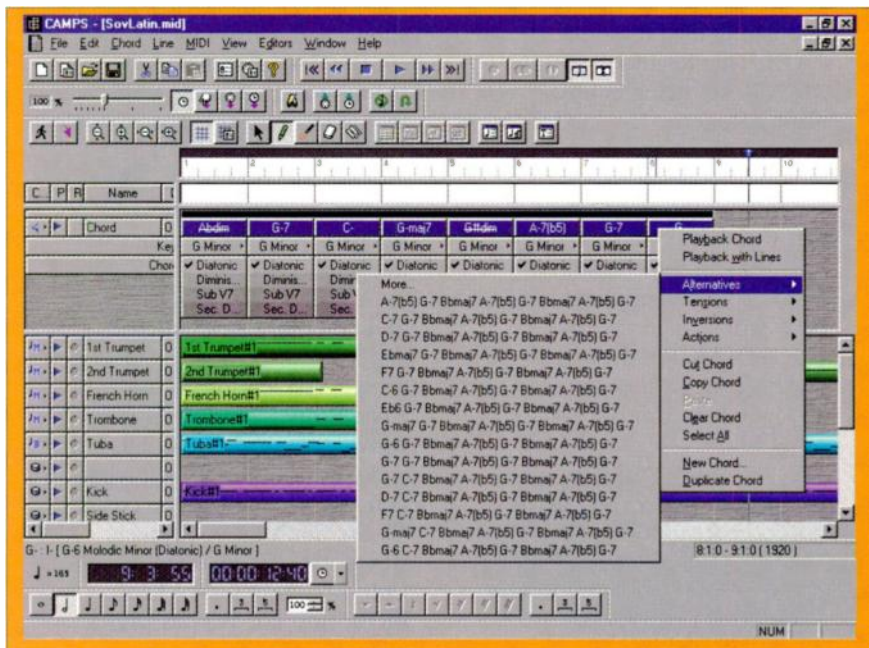 CAMPS - [SovLatin.mid]
File Edit Chord Line MIDI View Editors Window Help
100 %
1 2 3 4 5 6 7 8 9 10
C P R Name
Chord 0 Abdim G-7 C- G-maj7 G#dim A-7(b5) G-7 G-
Key G Minor G Minor G Minor G Minor G Minor G Minor G Minor
Diatonic Diatonic Diatonic Diatonic Diatonic Diatonic Diatonic
Diminis...
Sub V7 Sub V7
Sec. D... Sec. D... Sec.
Playback Chord
Playback with Lines
Alternatives
Tensions
Inversions
Actions
Cut Chord
Copy Chord
Paste
Clear Chord
Select All
New Chord...
Duplicate Chord
More...
A-7(b5) G-7 Bbmaj7 A-7(b5) G-7 Bbmaj7 A-7(b5) G-7
C-7 G-7 Bbmaj7 A-7(b5) G-7 Bbmaj7 A-7(b5) G-7
D-7 G-7 Bbmaj7 A-7(b5) G-7 Bbmaj7 A-7(b5) G-7
Ebmaj7 G-7 Bbmaj7 A-7(b5) G-7 Bbmaj7 A-7(b5) G-7
F7 G-7 Bbmaj7 A-7(b5) G-7 Bbmaj7 A-7(b5) G-7
C-6 G-7 Bbmaj7 A-7(b5) G-7 Bbmaj7 A-7(b5) G-7
Eb6 G-7 Bbmaj7 A-7(b5) G-7 Bbmaj7 A-7(b5) G-7
G-maj7 G-7 Bbmaj7 A-7(b5) G-7 Bbmaj7 A-7(b5) G-7
G-6 G-7 Bbmaj7 A-7(b5) G-7 Bbmaj7 A-7(b5) G-7
G-7 G-7 Bbmaj7 A-7(b5) G-7 Bbmaj7 A-7(b5) G-7
G-7 C-7 Bbmaj7 A-7(b5) G-7 Bbmaj7 A-7(b5) G-7
D-7 C-7 Bbmaj7 A-7(b5) G-7 Bbmaj7 A-7(b5) G-7
F7 C-7 Bbmaj7 A-7(b5) G-7 Bbmaj7 A-7(b5) G-7
G-maj7 C-7 Bbmaj7 A-7(b5) G-7 Bbmaj7 A-7(b5) G-7
G-6 C-7 Bbmaj7 A-7(b5) G-7 Bbmaj7 A-7(b5) G-7
1st Trumpet 0 1st Trumpet#1
2nd Trumpet 0 2nd Trumpet#1
French Horn 0 French Horn#1
Trombone 0 Trombone#1
Tuba 0 Tuba#1
0
Kick 0 Kick#1
Side Stick 0
G- : I- [ G-6 Molodic Minor (Diatonic) / G Minor ]
8:1:0 - 9:1:0 ( 1920 )
= 165 9: 3: 55 00:00:12:40
100 %
NUM